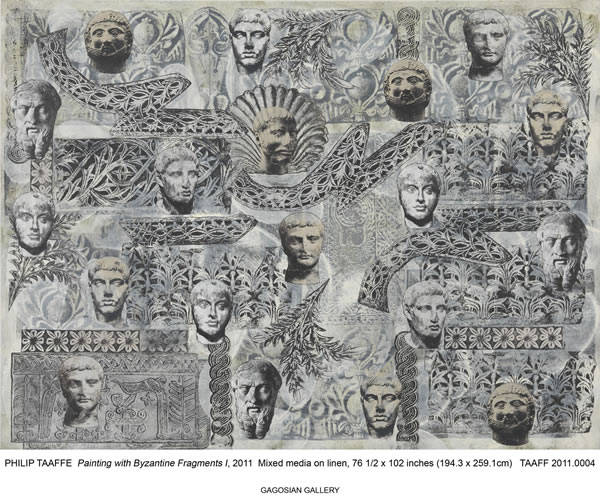 PHILIP TAAFFE Painting with Byzantine Fragments I, 2011 Mixed media on linen, 76 1/2 x 102 inches (194.3 x 259.1cm) TAAFF 2011.0004
GAGOSIAN GALLERY